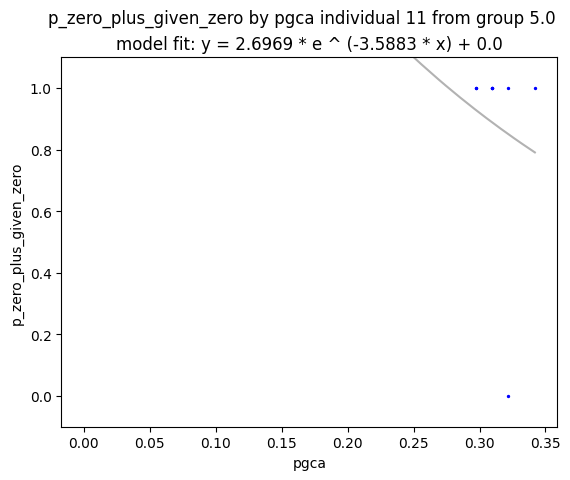 p_zero_plus_given_zero by pgca individual 11 from group 5.0
model fit: y = 2.6969 * e ^ (-3.5883 * x) + 0.0
1.0
0.8
0.6
0.4
0.2
0.0
p_zero_plus_given_zero
0.00 0.05 0.10 0.15 0.20 0.25 0.30 0.35
pgca